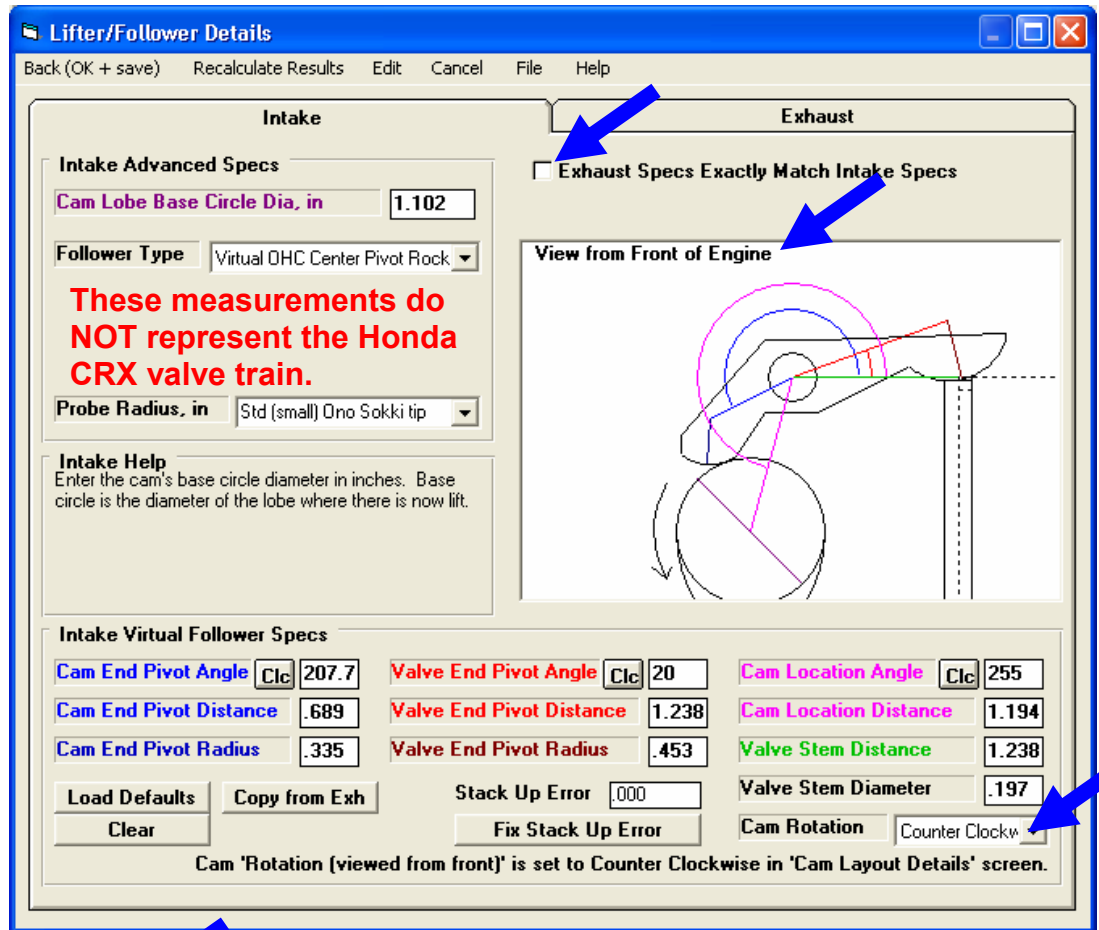 Lifter/Follower Details
Back (OK + save) Recalculate Results Edit Cancel File Help
Intake Exhaust
Intake Advanced Specs
Exhaust Specs Exactly Match Intake Specs
Cam Lobe Base Circle Dia, in 1.102
Follower Type Virtual OHC Center Pivot Rock
View from Front of Engine
These measurements do
NOT represent the Honda
CRX valve train.
Probe Radius, in Std (small) Ono Sokki tip
Intake Help
Enter the cam's base circle diameter in inches. Base
circle is the diameter of the lobe where there is now lift.
Intake Virtual Follower Specs
Cam End Pivot Angle Clc 207.7 Valve End Pivot Angle Clc 20 Cam Location Angle Clc 255
Cam End Pivot Distance .689 Valve End Pivot Distance 1.238 Cam Location Distance 1.194
Cam End Pivot Radius .335 Valve End Pivot Radius .453 Valve Stem Distance 1.238
Load Defaults Copy from Exh Stack Up Error .000 Valve Stem Diameter .197
Clear Fix Stack Up Error Cam Rotation Counter Clockw
Cam 'Rotation (viewed from front)' is set to Counter Clockwise in 'Cam Layout Details' screen.